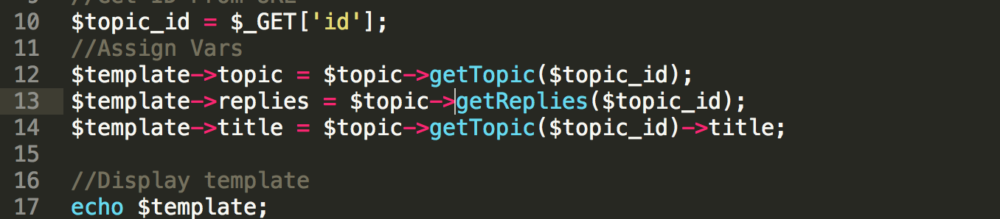 10 $topic_id = $_GET['id'];
11 //Assign Vars
12 $template->topic = $topic->getTopic($topic_id);
13 $template->replies = $topic->getReplies($topic_id);
14 $template->title = $topic->getTopic($topic_id)->title;
15
16 //Display template
17 echo $template;